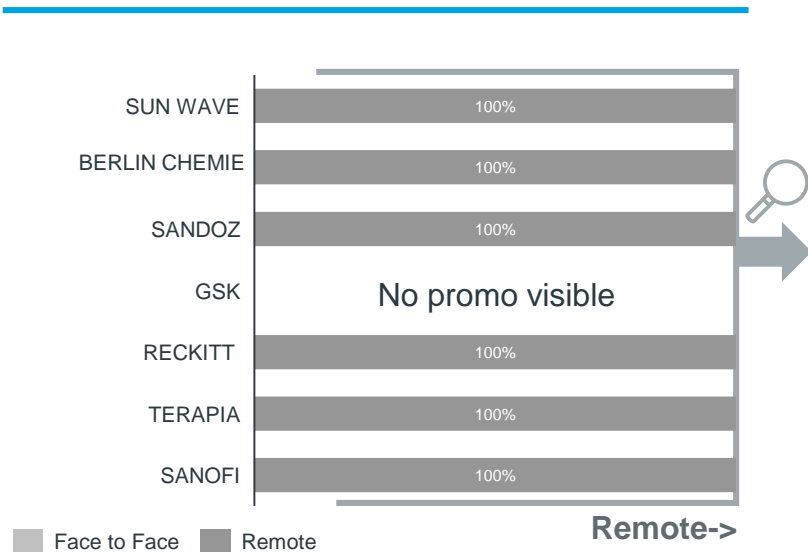 SUN WAVE
100%
BERLIN CHEMIE
100%
SANDOZ
100%
GSK
No promo visible
RECKITT
100%
TERAPIA
100%
SANOFI
100%
Remote->
Face to Face
Remote